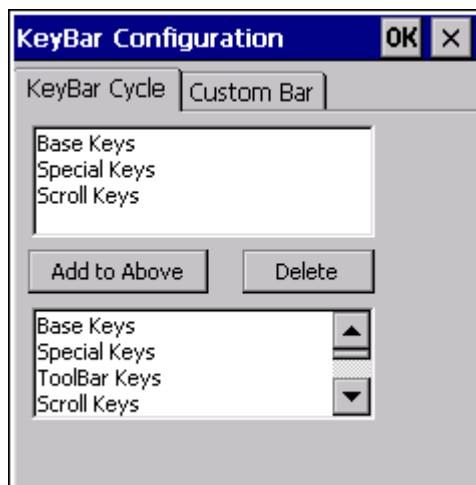 KeyBar Configuration OK ×
KeyBar Cycle Custom Bar
Base Keys
Special Keys
Scroll Keys
Add to Above Delete
Base Keys
Special Keys
ToolBar Keys
Scroll Keys